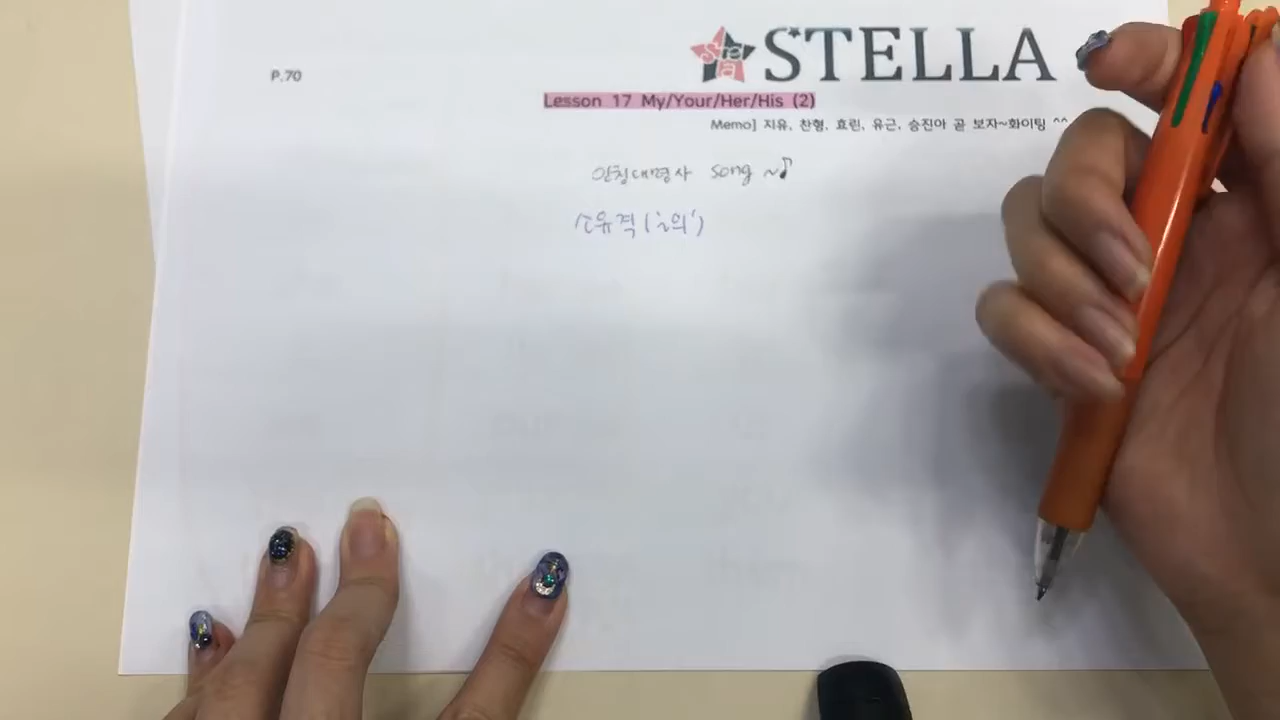 Stella
STELLA
P.70
Lesson 17 My/Your/Her/His (2)
Memo] 지유, 찬형, 효린, 유근, 승진아 곧 보자~화이팅 ^^
인칭대명사 song ~♪
소유격 ('~의')